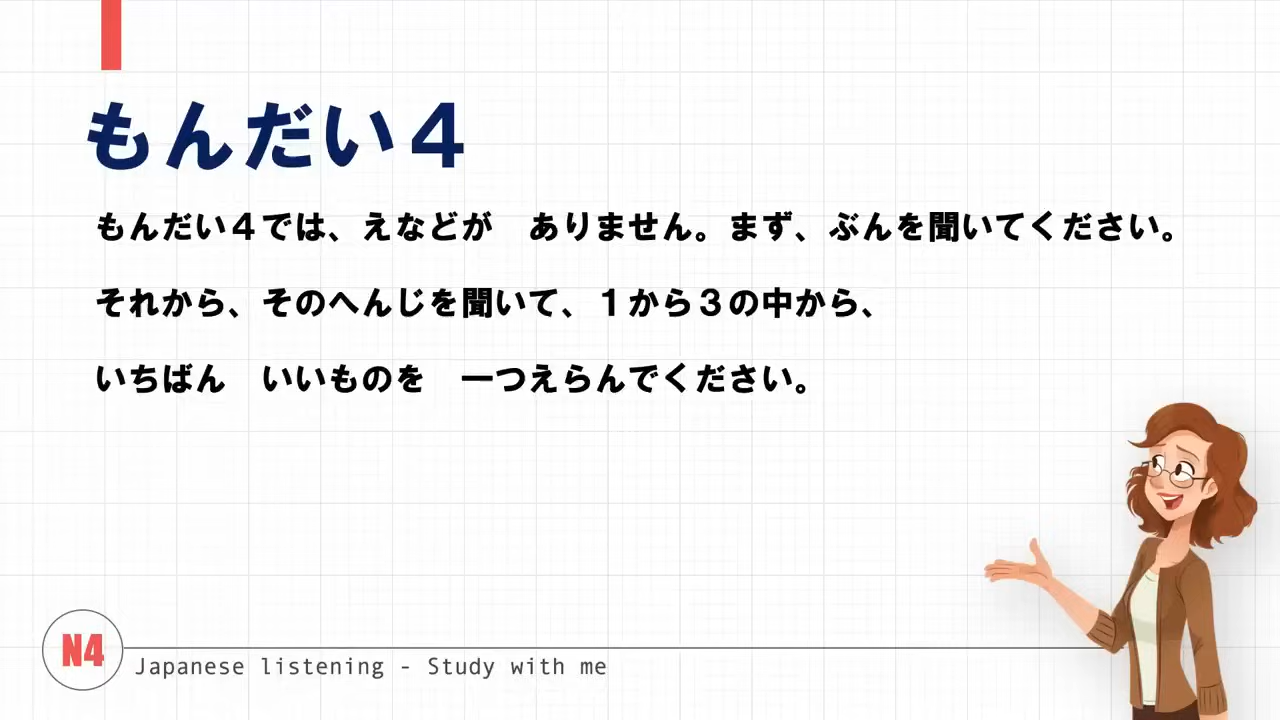 もんだい４
もんだい４では、えなどが　ありません。まず、ぶんを聞いてください。
それから、そのへんじを聞いて、１から３の中から、
いちばん　いいものを　一つえらんでください。
N4
Japanese listening - Study with me